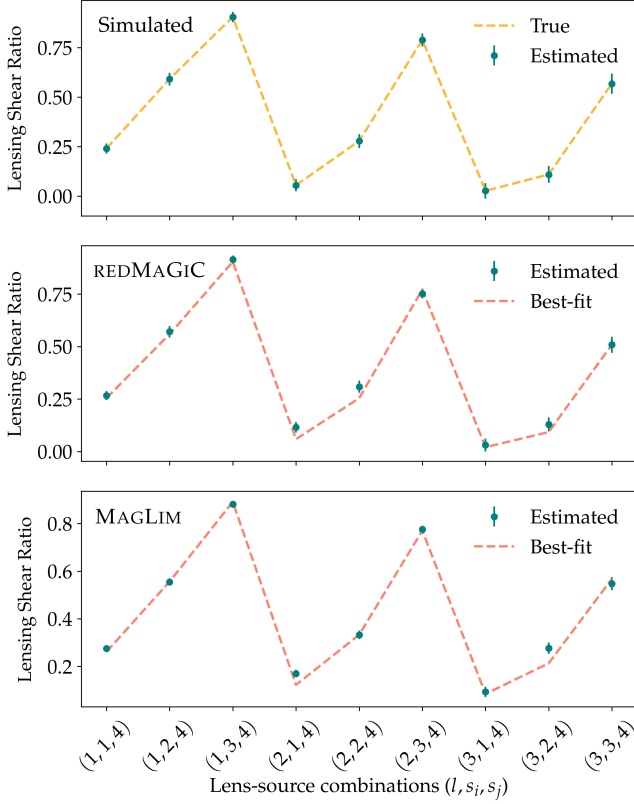 Simulated
True
Estimated
Lensing Shear Ratio
0.75
0.50
0.25
0.00
REDMAGIC
Estimated
Best-fit
Lensing Shear Ratio
0.75
0.50
0.25
0.00
MAGLIM
Estimated
Best-fit
Lensing Shear Ratio
0.8
0.6
0.4
0.2
(1, 1, 4)
(1, 2, 4)
(1, 3, 4)
(2, 1, 4)
(2, 2, 4)
(2, 3, 4)
(3, 1, 4)
(3, 2, 4)
(3, 3, 4)
Lens-source combinations (l, s_i, s_j)